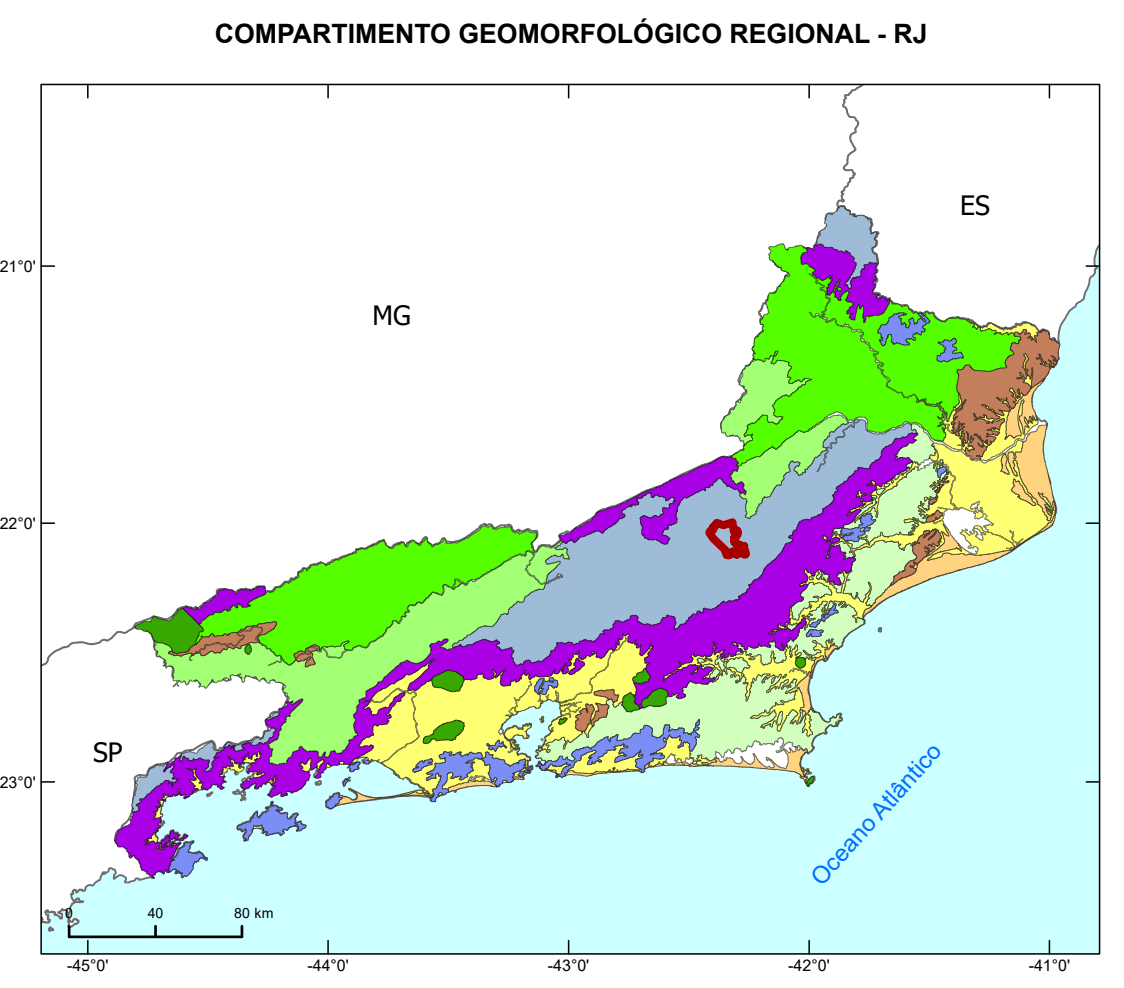 COMPARTIMENTO GEOMORFOLÓGICO REGIONAL - RJ
ES
21°0'
MG
22°0'
SP
23°0'
Oceano Atlântico
0 40 80 km
-45°0' -44°0' -43°0' -42°0' -41°0'